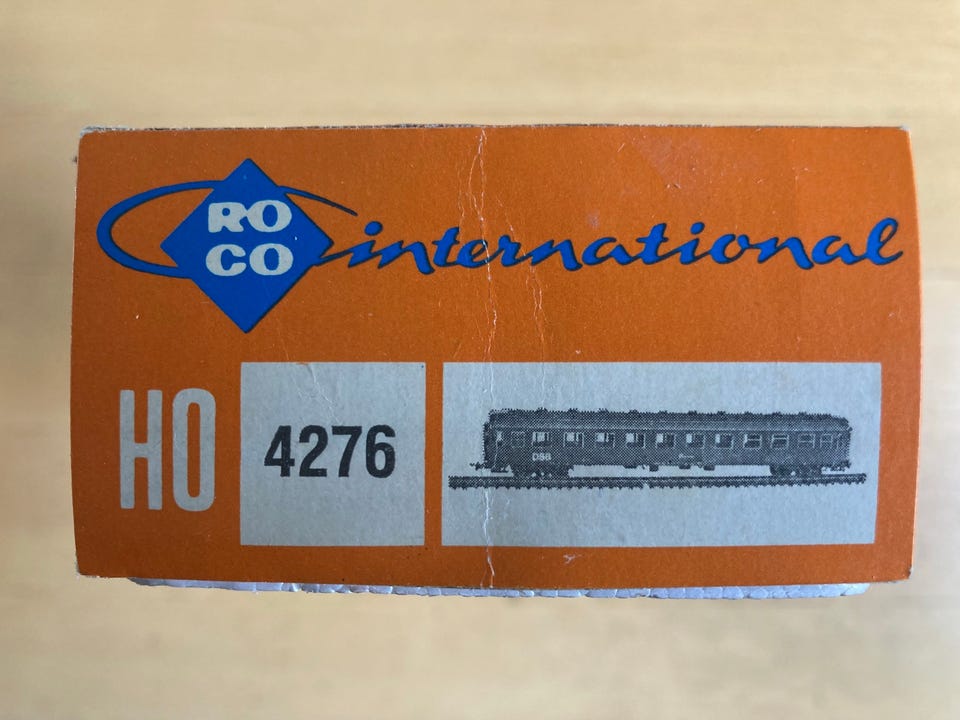 RO
CO
international
HO
4276
DSB